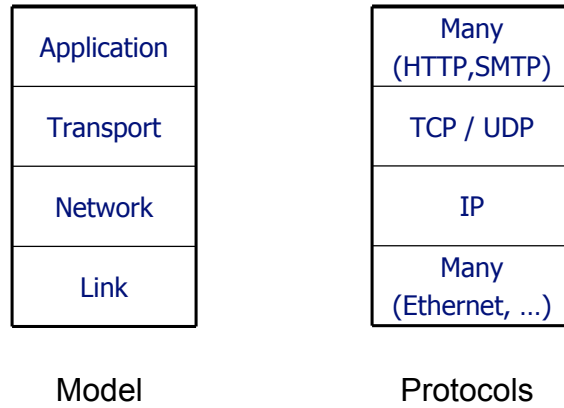 Application
Transport
Network
Link
Model
Many
(HTTP,SMTP)
TCP / UDP
IP
Many
(Ethernet, ...)
Protocols